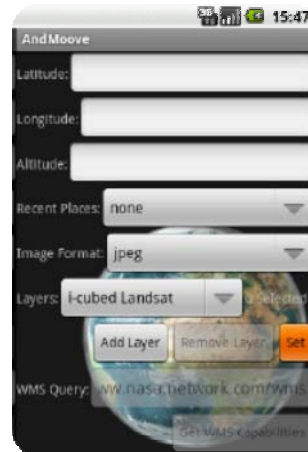 15:47
AndMoove
Latitude:
Longitude:
Altitude:
Recent Places: none
Image Format: jpeg
Layers: i-cubed Landsat 0 Selected
Add Layer Remove Layer Set
WMS Query: ww.nasa.network.com/wms
Get WMS Capabilities